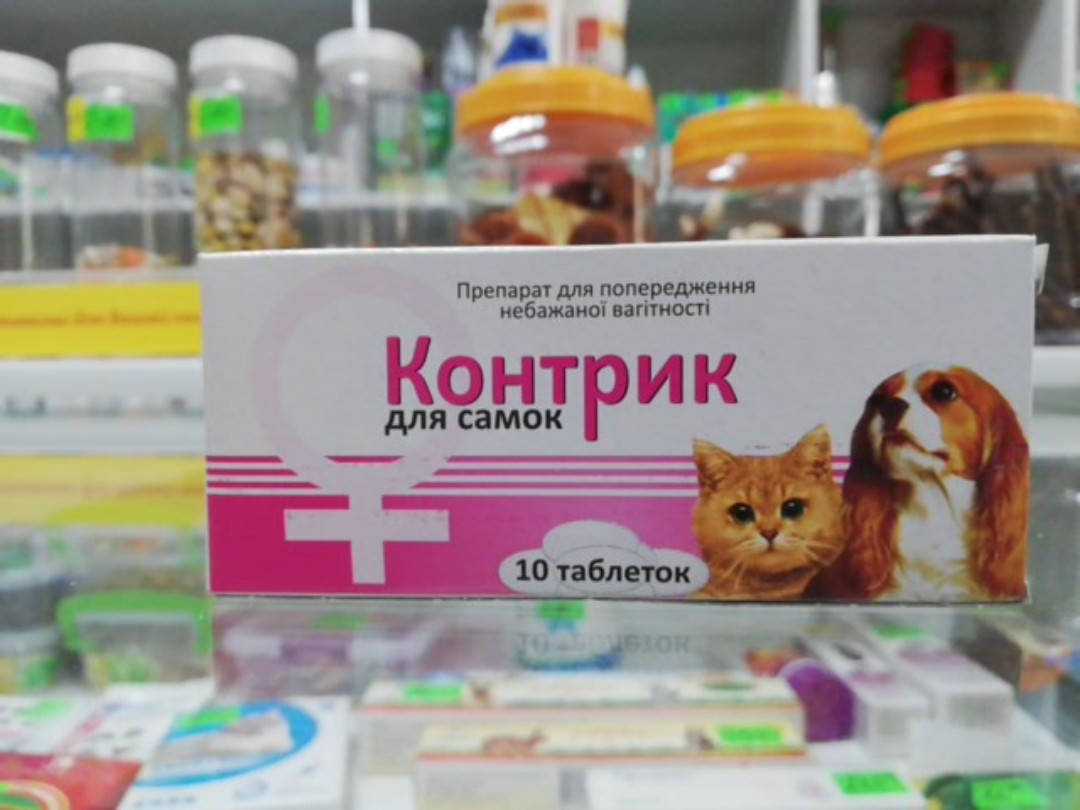 Препарат для попередження
небажаної вагітності
Контрик
для самок
10 таблеток